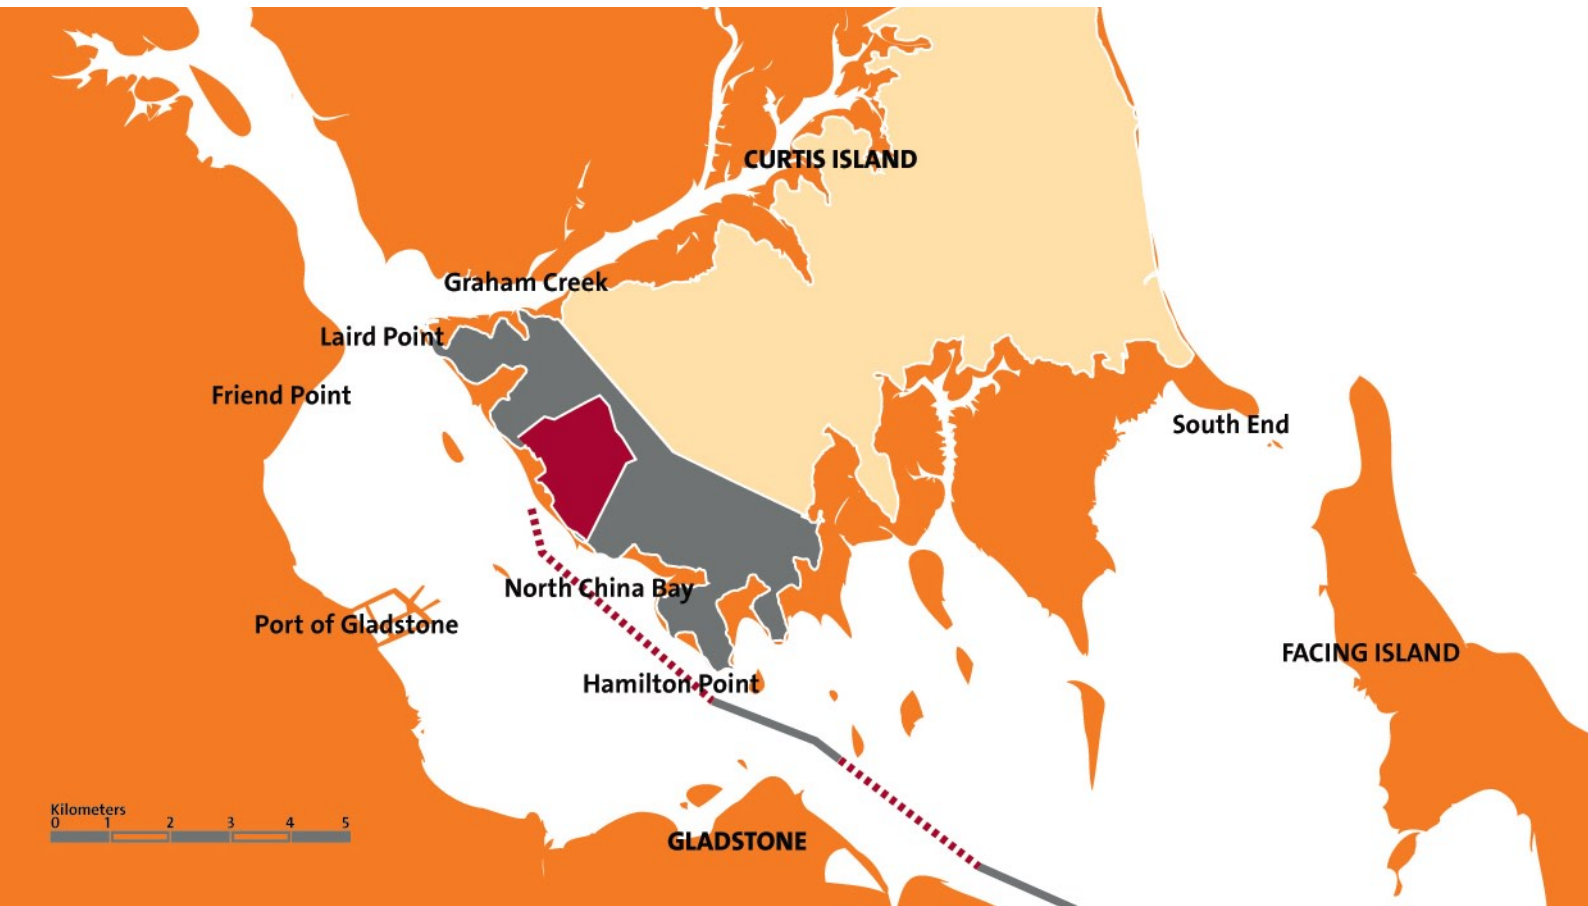 CURTIS ISLAND
Graham Creek
Laird Point
Friend Point
South End
North China Bay
Port of Gladstone
FACING ISLAND
Hamilton Point
Kilometers
0 1 2 3 4 5
GLADSTONE